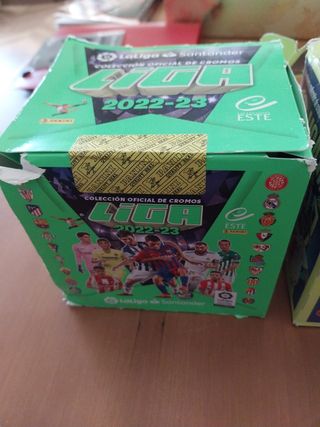 LaLiga Santander
COLECCIÓN OFICIAL DE CROMOS
LIGA
2022-23
PANINI
ESTE
COLECCIÓN OFICIAL DE CROMOS
LIGA
2022-23
ESTE
PANINI
LaLiga Santander